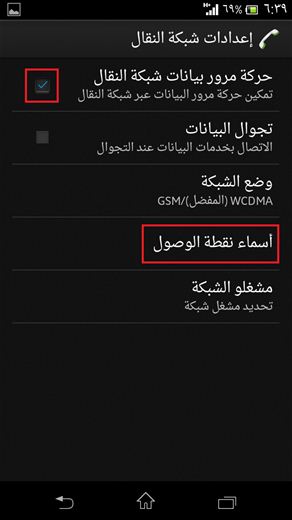 3G ٦٩% ٦:٣٩
إعدادات شبكة النقال
حركة مرور بيانات شبكة النقال
تمكين حركة مرور البيانات عبر شبكة النقال
تجوال البيانات
الاتصال بخدمات البيانات عند التجوال
وضع الشبكة
WCDMA (المفضل)/GSM
أسماء نقطة الوصول
مشغلو الشبكة
تحديد مشغل شبكة